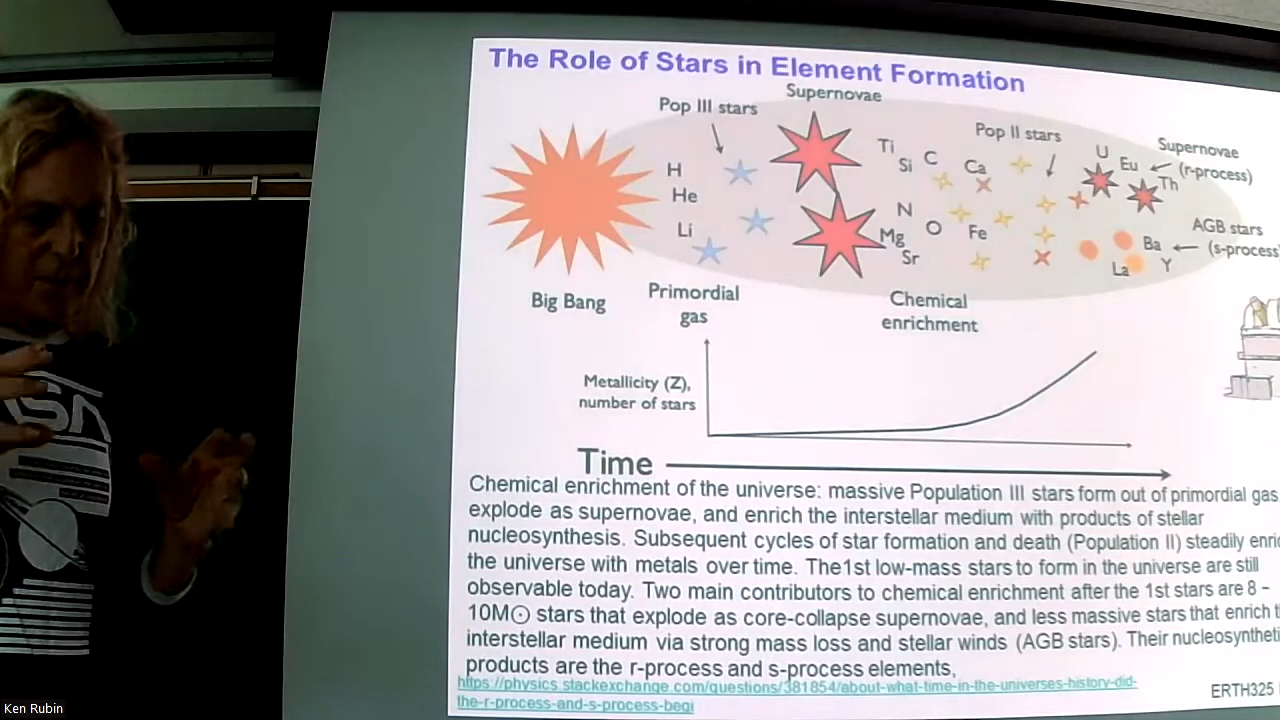 The Role of Stars in Element Formation
Supernovae
Pop III stars
Pop II stars
Supernovae
(r-process)
Ti
Si
C
Ca
U
Eu
Th
H
He
Li
N
O
Mg
Sr
Fe
AGB stars
(s-process
Ba
La
Y
Big Bang
Primordial
gas
Chemical
enrichment
Metallicity (Z),
number of stars
Time
Chemical enrichment of the universe: massive Population III stars form out of primordial gas
explode as supernovae, and enrich the interstellar medium with products of stellar
nucleosynthesis. Subsequent cycles of star formation and death (Population II) steadily enri
the universe with metals over time. The1st low-mass stars to form in the universe are still
observable today. Two main contributors to chemical enrichment after the 1st stars are 8 –
10M⊙ stars that explode as core-collapse supernovae, and less massive stars that enrich t
interstellar medium via strong mass loss and stellar winds (AGB stars). Their nucleosyntheti
products are the r-process and s-process elements,
https://physics.stackexchange.com/questions/381854/about-what-time-in-the-universes-history-did-
the-r-process-and-s-process-begi
ERTH325
Ken Rubin